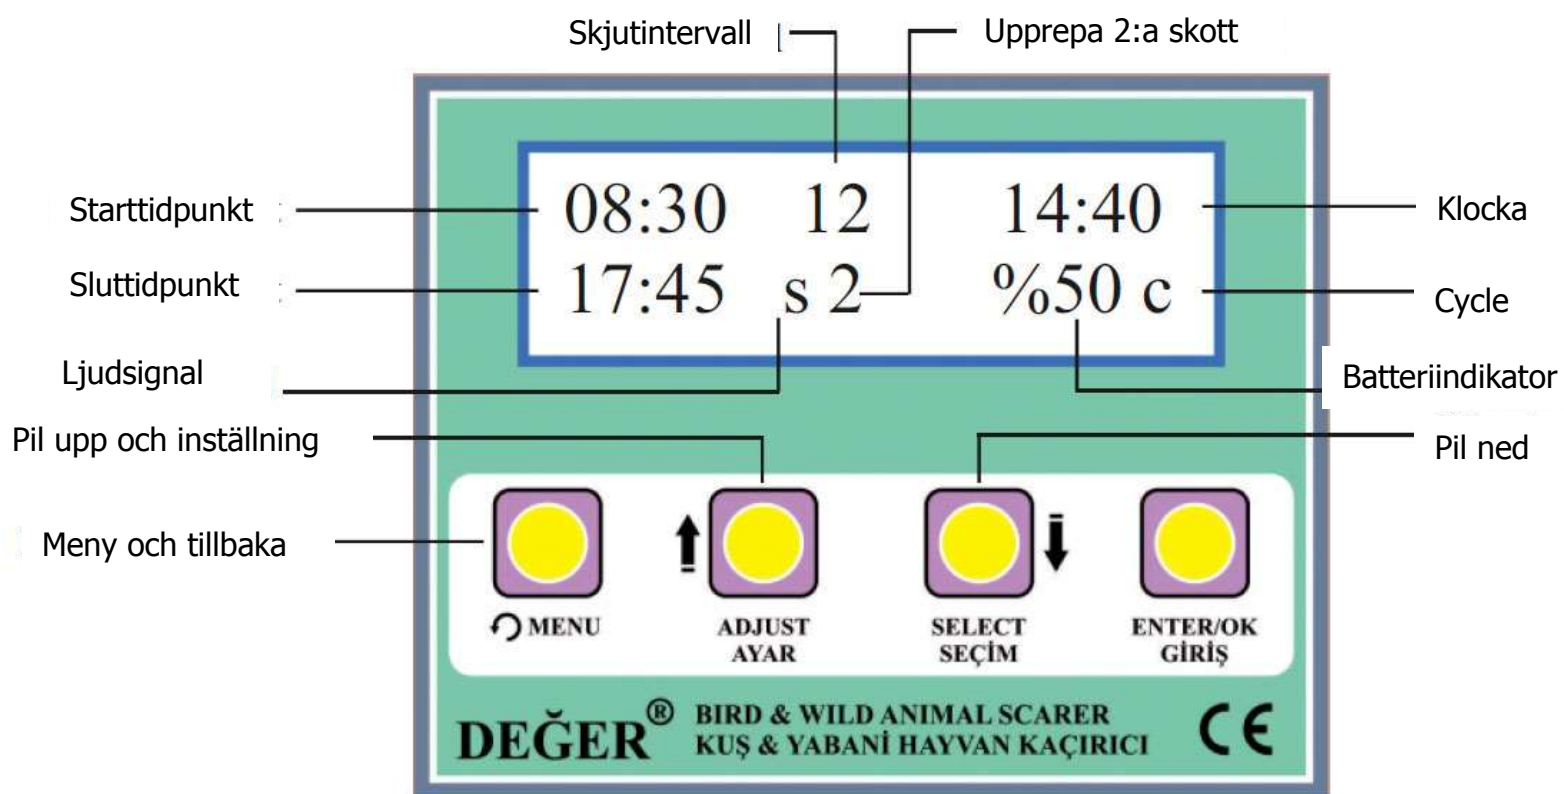 Skjutintervall
Upprepa 2:a skott
Starttidpunkt
08:30 12 14:40
Klocka
Sluttidpunkt
17:45 s 2 %50 c
Cycle
Ljudsignal
Batteriindikator
Pil upp och inställning
Pil ned
Meny och tillbaka
MENU
ADJUST
AYAR
SELECT
SEÇİM
ENTER/OK
GİRİŞ
DEĞER®
BIRD & WILD ANIMAL SCARER
KUŞ & YABANİ HAYVAN KAÇIRICI
CE